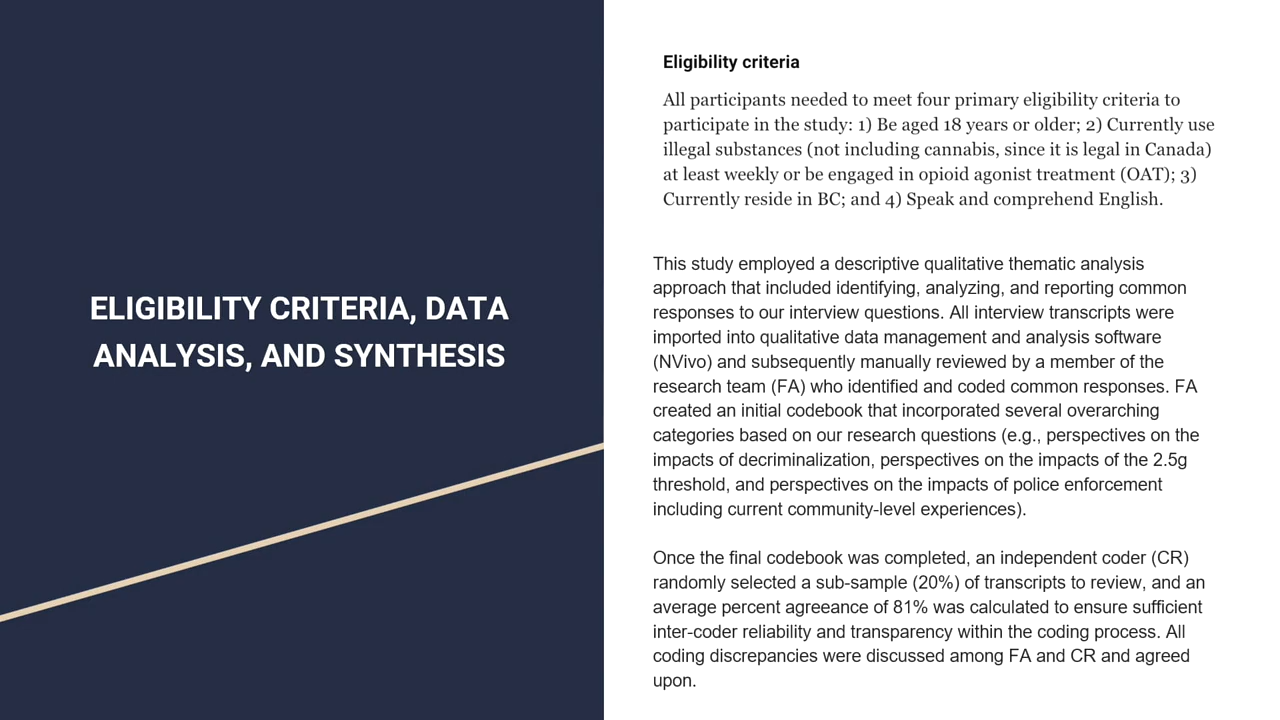 ELIGIBILITY CRITERIA, DATA
ANALYSIS, AND SYNTHESIS
Eligibility criteria
All participants needed to meet four primary eligibility criteria to
participate in the study: 1) Be aged 18 years or older; 2) Currently use
illegal substances (not including cannabis, since it is legal in Canada)
at least weekly or be engaged in opioid agonist treatment (OAT); 3)
Currently reside in BC; and 4) Speak and comprehend English.
This study employed a descriptive qualitative thematic analysis
approach that included identifying, analyzing, and reporting common
responses to our interview questions. All interview transcripts were
imported into qualitative data management and analysis software
(NVivo) and subsequently manually reviewed by a member of the
research team (FA) who identified and coded common responses. FA
created an initial codebook that incorporated several overarching
categories based on our research questions (e.g., perspectives on the
impacts of decriminalization, perspectives on the impacts of the 2.5g
threshold, and perspectives on the impacts of police enforcement
including current community-level experiences).
Once the final codebook was completed, an independent coder (CR)
randomly selected a sub-sample (20%) of transcripts to review, and an
average percent agreeance of 81% was calculated to ensure sufficient
inter-coder reliability and transparency within the coding process. All
coding discrepancies were discussed among FA and CR and agreed
upon.